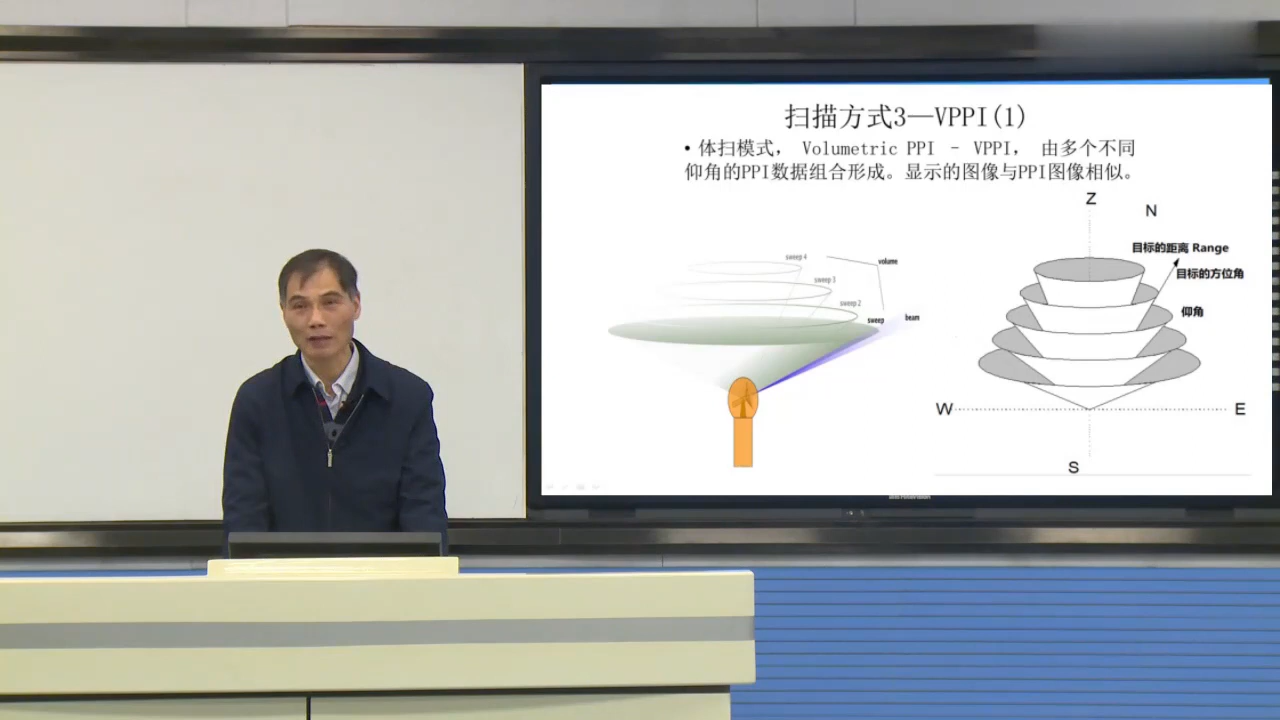 扫描方式3—VPPI(1)
• 体扫模式， Volumetric PPI – VPPI， 由多个不同
仰角的PPI数据组合形成。显示的图像与PPI图像相似。
Z
N
目标的距离 Range
sweep 4
volume
目标的方位角
sweep 3
sweep 2
仰角
sweep
beam
W
E
S